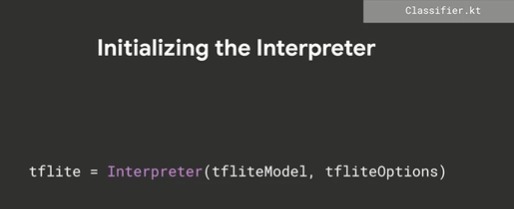 Classifier.kt
Initializing the Interpreter
tflite = Interpreter(tfliteModel, tfliteOptions)